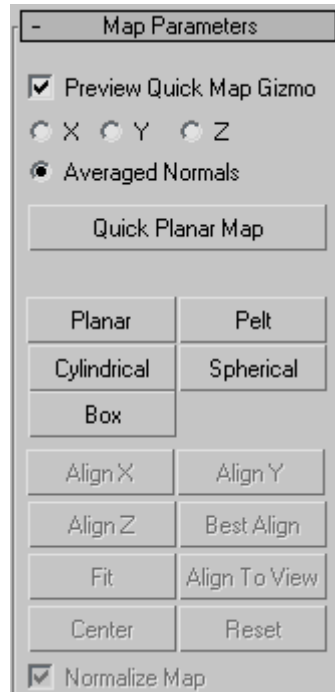 - Map Parameters
Preview Quick Map Gizmo
X Y Z
Averaged Normals
Quick Planar Map
Planar Pelt
Cylindrical Spherical
Box
Align X Align Y
Align Z Best Align
Fit Align To View
Center Reset
Normalize Map